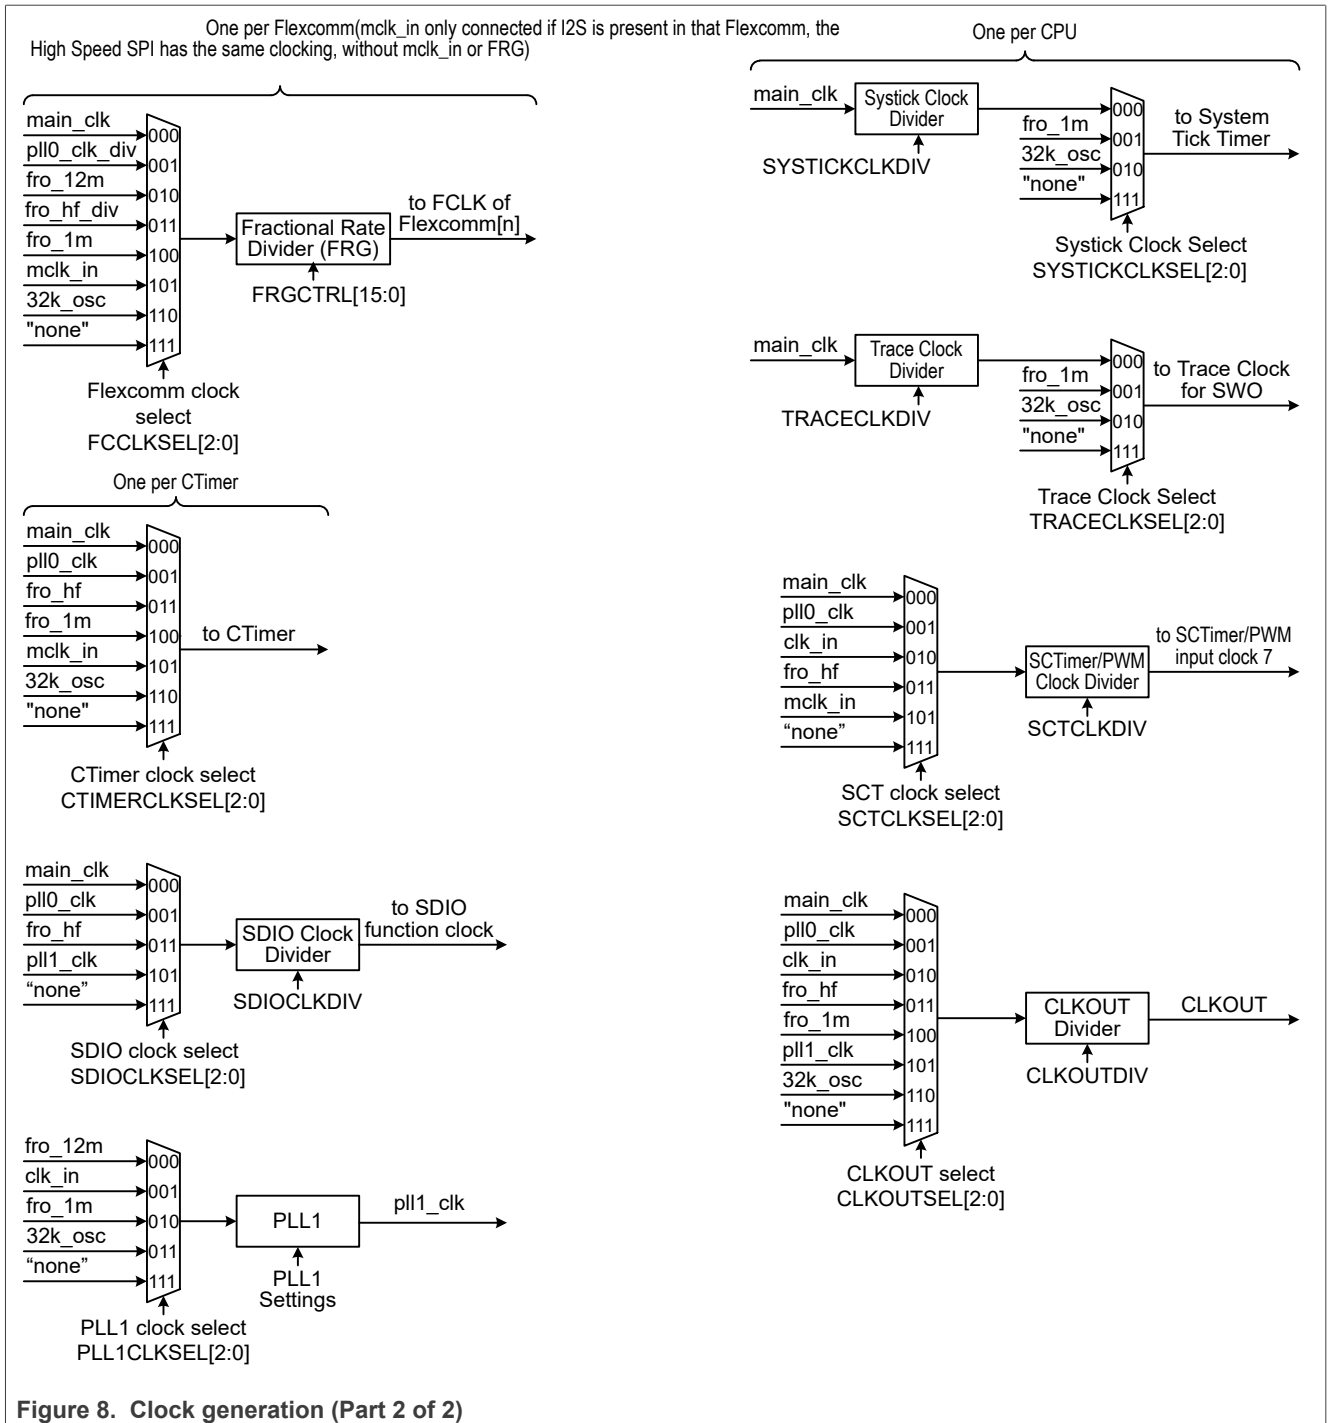 One per Flexcomm(mclk_in only connected if I2S is present in that Flexcomm, the
High Speed SPI has the same clocking, without mclk_in or FRG)
main_clk
000
pll0_clk_div
001
fro_12m
010
fro_hf_div
011
fro_1m
100
mclk_in
101
32k_osc
110
"none"
111
Fractional Rate
Divider (FRG)
FRGCTRL[15:0]
to FCLK of
Flexcomm[n]
Flexcomm clock
select
FCCLKSEL[2:0]
One per CTimer
main_clk
000
pll0_clk
001
fro_hf
011
fro_1m
100
mclk_in
101
32k_osc
110
"none"
111
to CTimer
CTimer clock select
CTIMERCLKSEL[2:0]
main_clk
000
pll0_clk
001
fro_hf
011
pll1_clk
101
“none”
111
SDIO Clock
Divider
SDIOCLKDIV
to SDIO
function clock
SDIO clock select
SDIOCLKSEL[2:0]
fro_12m
000
clk_in
001
fro_1m
010
32k_osc
011
“none”
111
PLL1
PLL1
Settings
pll1_clk
PLL1 clock select
PLL1CLKSEL[2:0]
One per CPU
main_clk
Systick Clock
Divider
SYSTICKCLKDIV
000
fro_1m
001
32k_osc
010
"none"
111
to System
Tick Timer
Systick Clock Select
SYSTICKCLKSEL[2:0]
main_clk
Trace Clock
Divider
TRACECLKDIV
000
fro_1m
001
32k_osc
010
"none"
111
to Trace Clock
for SWO
Trace Clock Select
TRACECLKSEL[2:0]
main_clk
000
pll0_clk
001
clk_in
010
fro_hf
011
mclk_in
101
“none”
111
SCTimer/PWM
Clock Divider
SCTCLKDIV
to SCTimer/PWM
input clock 7
SCT clock select
SCTCLKSEL[2:0]
main_clk
000
pll0_clk
001
clk_in
010
fro_hf
011
fro_1m
100
pll1_clk
101
32k_osc
110
"none"
111
CLKOUT
Divider
CLKOUTDIV
CLKOUT
CLKOUT select
CLKOUTSEL[2:0]
Figure 8. Clock generation (Part 2 of 2)